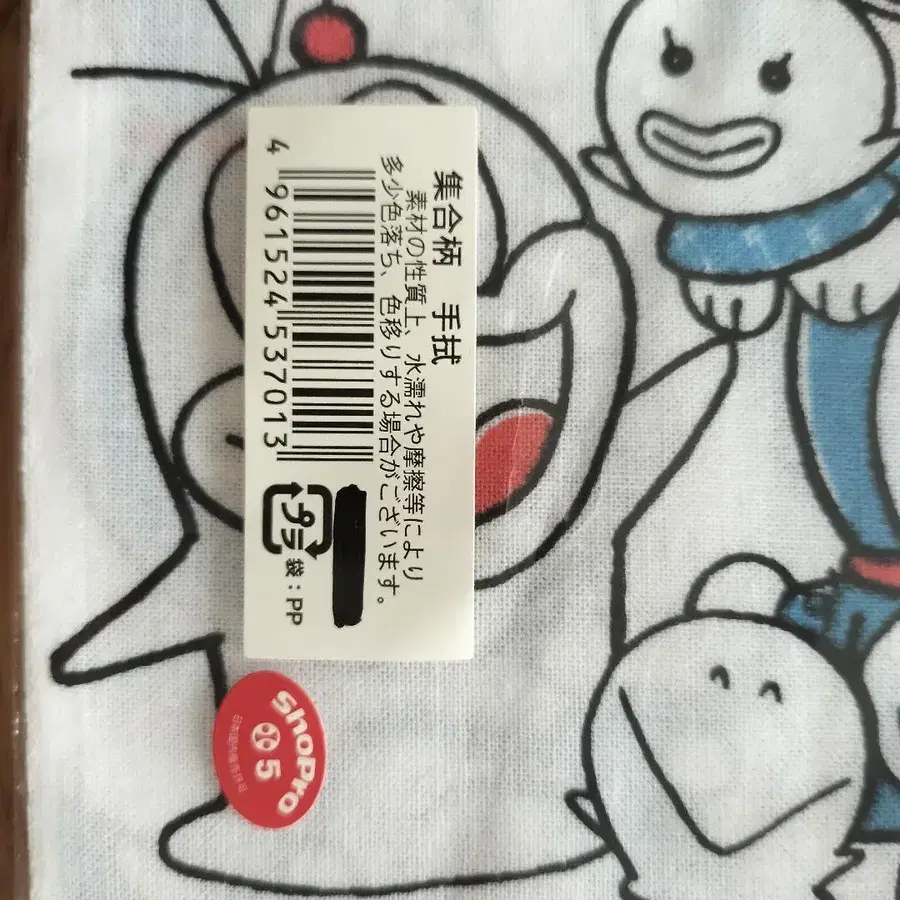 集合柄 手拭
素材の性質上、水濡れや摩擦等により
多少色落ち、色移りする場合がございます。
4 961524 537013
プラ
袋:PP
ShoPro
5